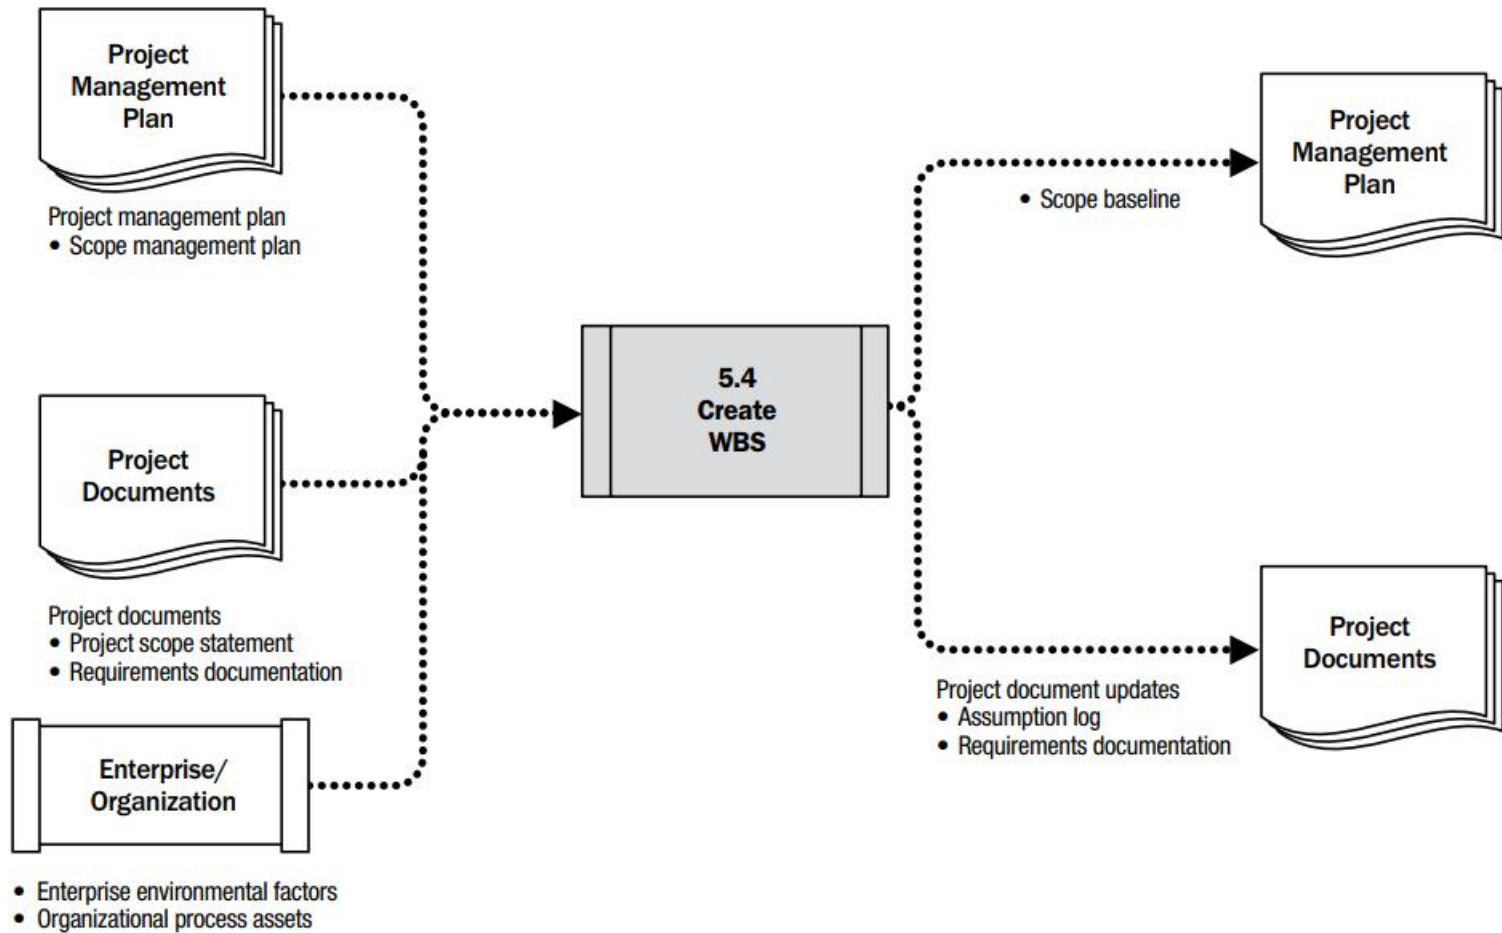 Project
Management
Plan
Project management plan
• Scope management plan
Project
Documents
Project documents
• Project scope statement
• Requirements documentation
Enterprise/
Organization
• Enterprise environmental factors
• Organizational process assets
5.4
Create
WBS
• Scope baseline
Project
Management
Plan
Project document updates
• Assumption log
• Requirements documentation
Project
Documents